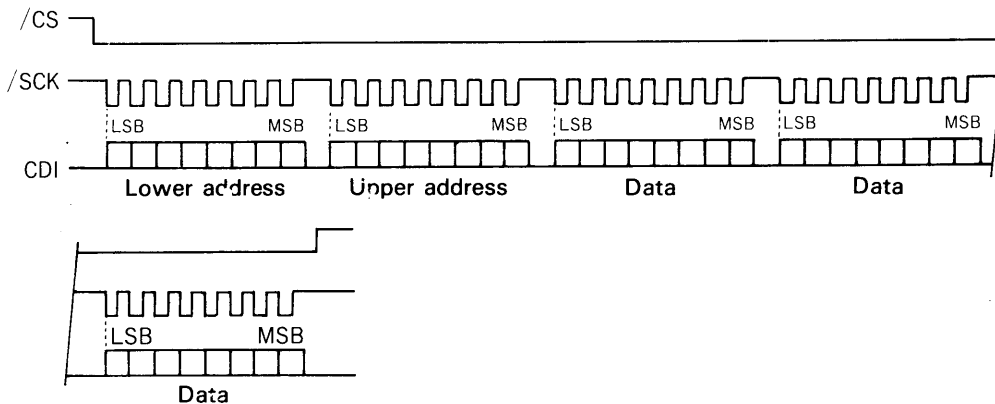 /CS
/SCK
LSB MSB LSB MSB LSB MSB LSB MSB
CDI
Lower address Upper address Data Data
LSB MSB
Data